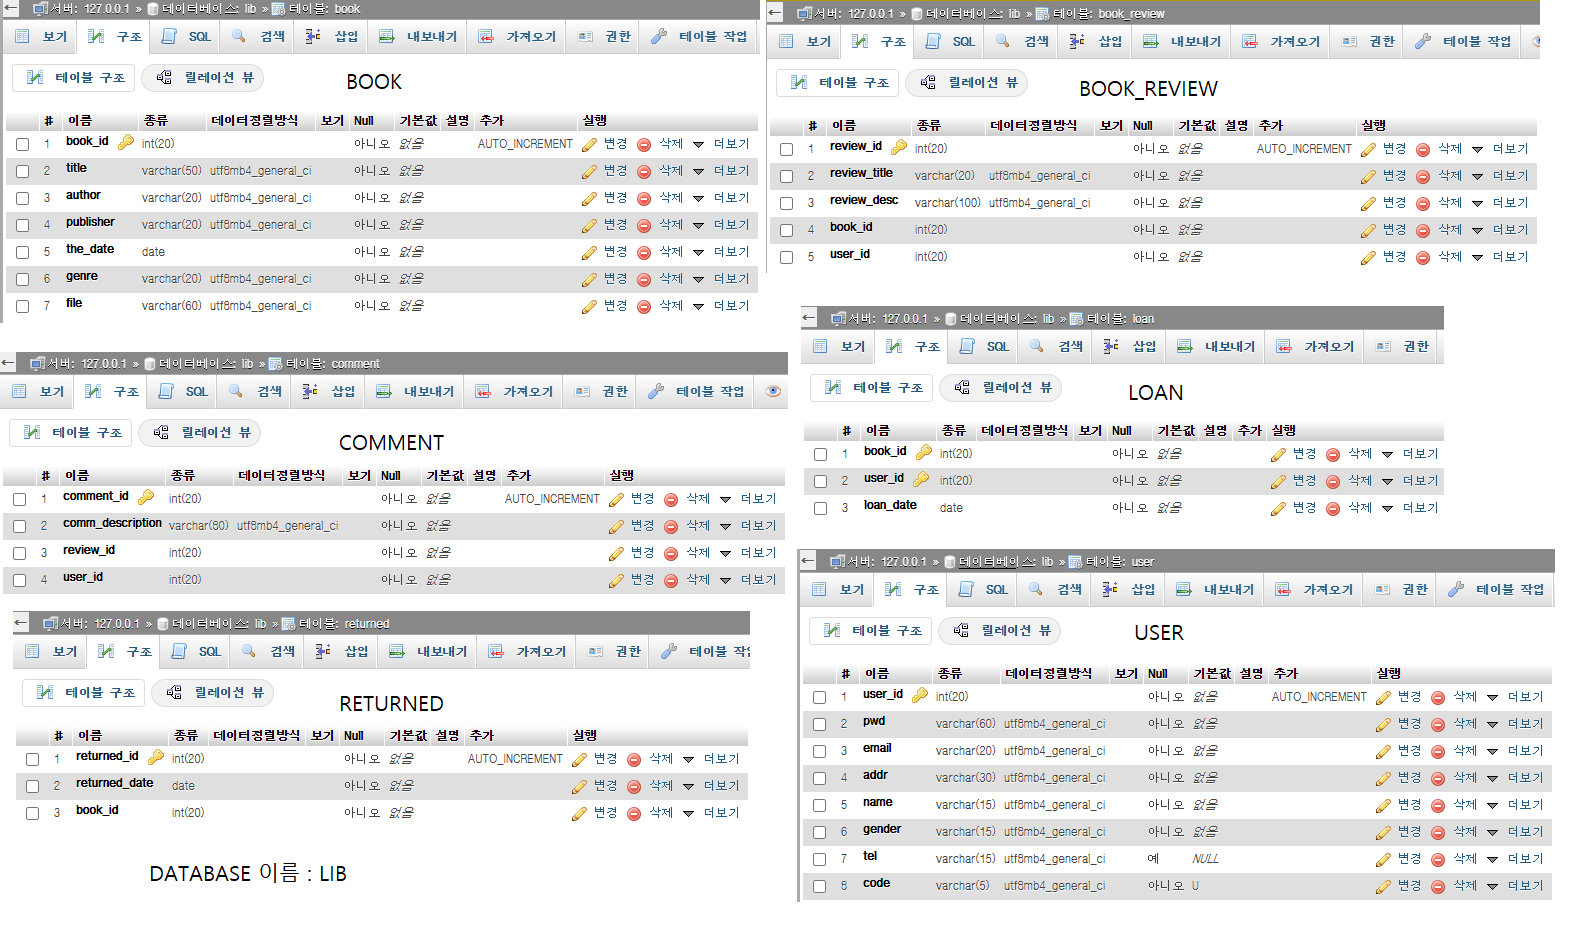 ← 서버: 127.0.0.1 » 데이터베이스: lib » 테이블: book
보기 구조 SQL 검색 삽입 내보내기 가져오기 권한 테이블 작업
테이블 구조 릴레이션 뷰
BOOK
# 이름 종류 데이터정렬방식 보기 Null 기본값 설명 추가 실행
1 book_id int(20) 아니오 없음 AUTO_INCREMENT 변경 삭제 더보기
2 title varchar(50) utf8mb4_general_ci 아니오 없음 변경 삭제 더보기
3 author varchar(20) utf8mb4_general_ci 아니오 없음 변경 삭제 더보기
4 publisher varchar(20) utf8mb4_general_ci 아니오 없음 변경 삭제 더보기
5 the_date date 아니오 없음 변경 삭제 더보기
6 genre varchar(20) utf8mb4_general_ci 아니오 없음 변경 삭제 더보기
7 file varchar(60) utf8mb4_general_ci 아니오 없음 변경 삭제 더보기
← 서버: 127.0.0.1 » 데이터베이스: lib » 테이블: book_review
보기 구조 SQL 검색 삽입 내보내기 가져오기 권한 테이블 작업
테이블 구조 릴레이션 뷰
BOOK_REVIEW
# 이름 종류 데이터정렬방식 보기 Null 기본값 설명 추가 실행
1 review_id int(20) 아니오 없음 AUTO_INCREMENT 변경 삭제 더보기
2 review_title varchar(20) utf8mb4_general_ci 아니오 없음 변경 삭제 더보기
3 review_desc varchar(100) utf8mb4_general_ci 아니오 없음 변경 삭제 더보기
4 book_id int(20) 아니오 없음 변경 삭제 더보기
5 user_id int(20) 아니오 없음 변경 삭제 더보기
← 서버: 127.0.0.1 » 데이터베이스: lib » 테이블: comment
보기 구조 SQL 검색 삽입 내보내기 가져오기 권한 테이블 작업
테이블 구조 릴레이션 뷰
COMMENT
# 이름 종류 데이터정렬방식 보기 Null 기본값 설명 추가 실행
1 comment_id int(20) 아니오 없음 AUTO_INCREMENT 변경 삭제 더보기
2 comm_description varchar(80) utf8mb4_general_ci 아니오 없음 변경 삭제 더보기
3 review_id int(20) 아니오 없음 변경 삭제 더보기
4 user_id int(20) 아니오 없음 변경 삭제 더보기
← 서버: 127.0.0.1 » 데이터베이스: lib » 테이블: loan
보기 구조 SQL 검색 삽입 내보내기 가져오기 권한
테이블 구조 릴레이션 뷰
LOAN
# 이름 종류 데이터정렬방식 보기 Null 기본값 설명 추가 실행
1 book_id int(20) 아니오 없음 변경 삭제 더보기
2 user_id int(20) 아니오 없음 변경 삭제 더보기
3 loan_date date 아니오 없음 변경 삭제 더보기
← 서버: 127.0.0.1 » 데이터베이스: lib » 테이블: returned
보기 구조 SQL 검색 삽입 내보내기 가져오기 권한 테이블
테이블 구조 릴레이션 뷰
RETURNED
# 이름 종류 데이터정렬방식 보기 Null 기본값 설명 추가 실행
1 returned_id int(20) 아니오 없음 AUTO_INCREMENT 변경 삭제 더보기
2 returned_date date 아니오 없음 변경 삭제 더보기
3 book_id int(20) 아니오 없음 변경 삭제 더보기
← 서버: 127.0.0.1 » 데이터베이스: lib » 테이블: user
보기 구조 SQL 검색 삽입 내보내기 가져오기 권한 테이블 작업
테이블 구조 릴레이션 뷰
USER
# 이름 종류 데이터정렬방식 보기 Null 기본값 설명 추가 실행
1 user_id int(20) 아니오 없음 AUTO_INCREMENT 변경 삭제 더보기
2 pwd varchar(60) utf8mb4_general_ci 아니오 없음 변경 삭제 더보기
3 email varchar(20) utf8mb4_general_ci 아니오 없음 변경 삭제 더보기
4 addr varchar(30) utf8mb4_general_ci 아니오 없음 변경 삭제 더보기
5 name varchar(15) utf8mb4_general_ci 아니오 없음 변경 삭제 더보기
6 gender varchar(15) utf8mb4_general_ci 아니오 없음 변경 삭제 더보기
7 tel varchar(15) utf8mb4_general_ci 예 NULL 변경 삭제 더보기
8 code varchar(5) utf8mb4_general_ci 아니오 U 변경 삭제 더보기
DATABASE 이름 : LIB